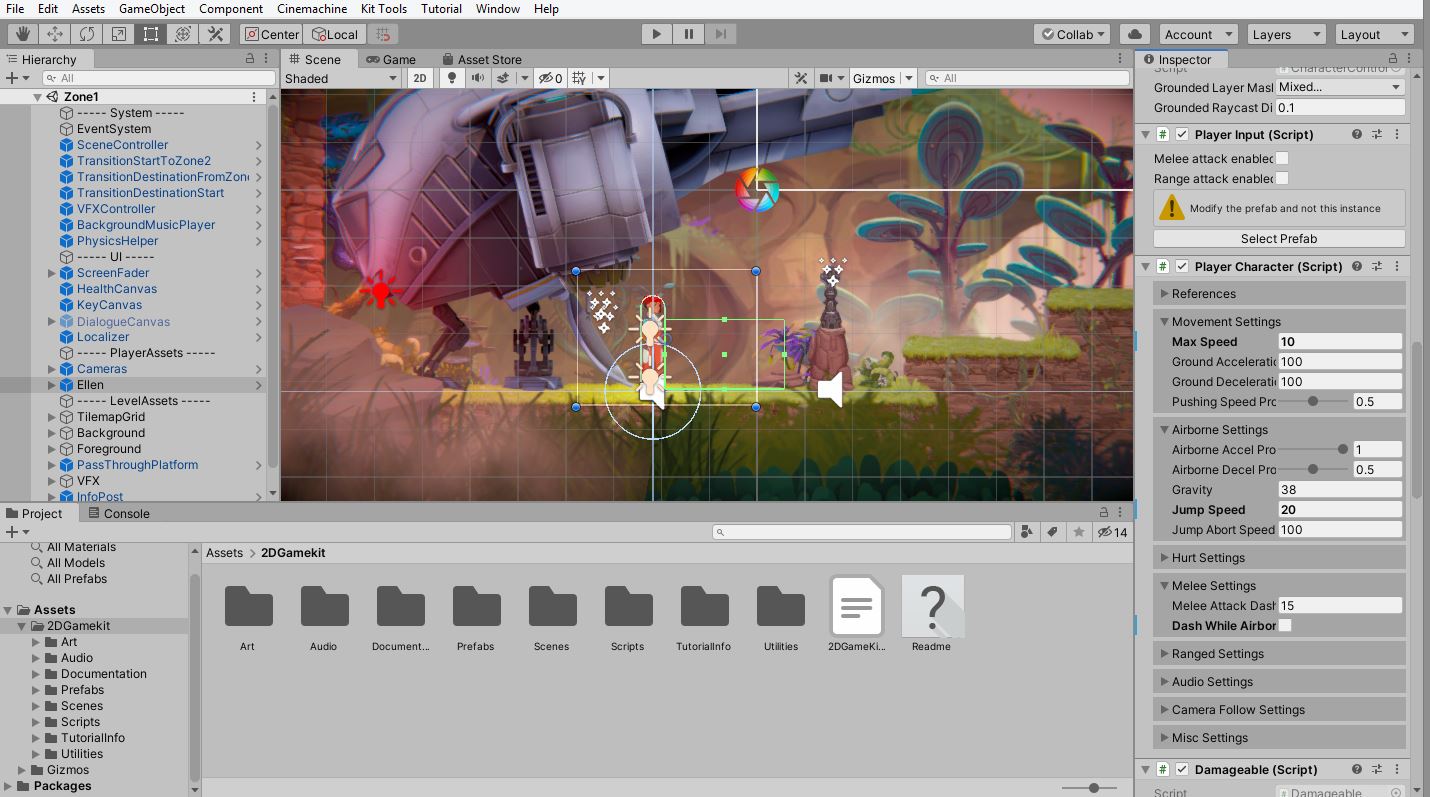 File Edit Assets GameObject Component Cinemachine Kit Tools Tutorial Window Help
Center Local Collab Account Layers Layout
Hierarchy
All
Zone1
----- System -----
EventSystem
SceneController
TransitionStartToZone2
TransitionDestinationFromZon
TransitionDestinationStart
VFXController
BackgroundMusicPlayer
PhysicsHelper
----- UI -----
ScreenFader
HealthCanvas
KeyCanvas
DialogueCanvas
Localizer
----- PlayerAssets -----
Cameras
Ellen
----- LevelAssets -----
TilemapGrid
Background
Foreground
PassThroughPlatform
VFX
InfoPost
Scene Game Asset Store
Shaded 2D 0 Gizmos All
Inspector
Script CharacterControl
Grounded Layer Mask Mixed...
Grounded Raycast Di 0.1
Player Input (Script)
Melee attack enabled
Range attack enabled
Modify the prefab and not this instance
Select Prefab
Player Character (Script)
References
Movement Settings
Max Speed 10
Ground Acceleratio 100
Ground Deceleratio 100
Pushing Speed Pro 0.5
Airborne Settings
Airborne Accel Pro 1
Airborne Decel Pro 0.5
Gravity 38
Jump Speed 20
Jump Abort Speed 100
Hurt Settings
Melee Settings
Melee Attack Dash 15
Dash While Airbor
Ranged Settings
Audio Settings
Camera Follow Settings
Misc Settings
Damageable (Script)
Script Damageable
Project Console
14
All Materials
All Models
All Prefabs
Assets
2DGamekit
Art
Audio
Documentation
Prefabs
Scenes
Scripts
TutorialInfo
Utilities
Gizmos
Packages
Assets > 2DGamekit
Art Audio Document... Prefabs Scenes Scripts TutorialInfo Utilities 2DGameKi... Readme